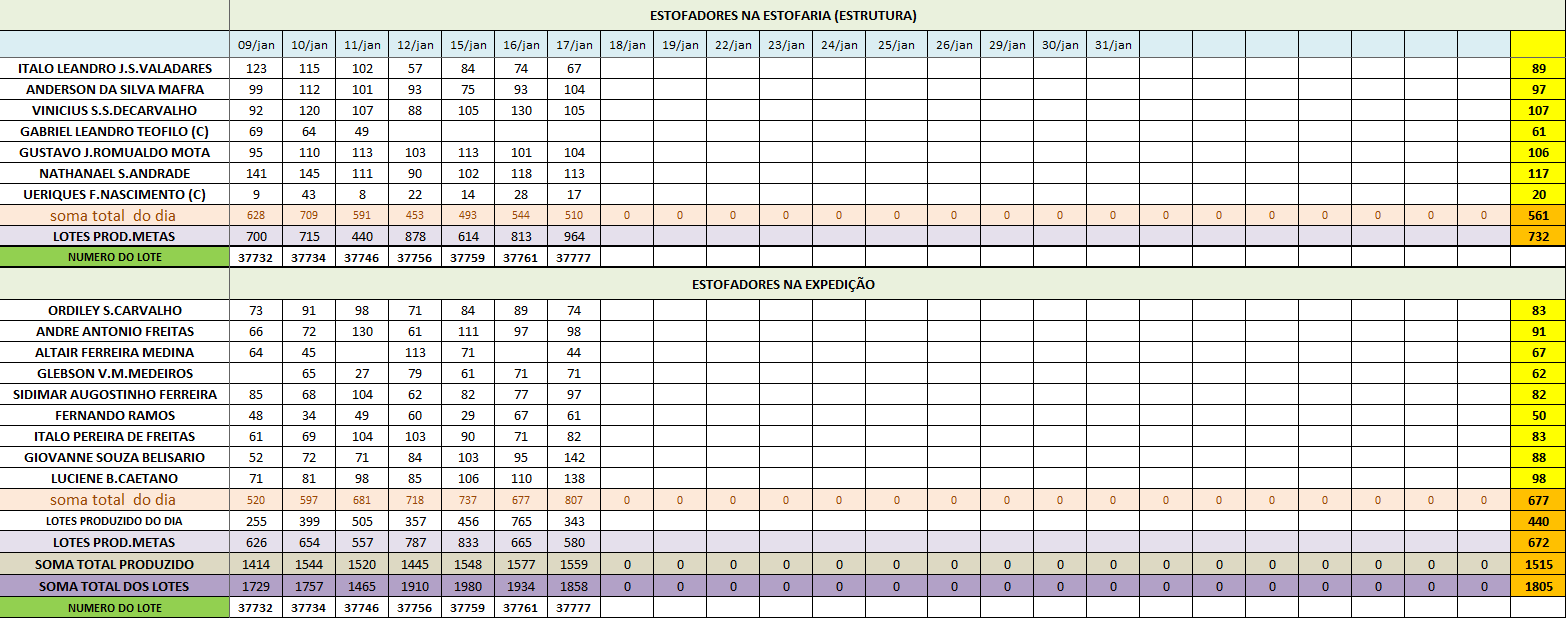 ESTOFADORES NA ESTOFARIA (ESTRUTURA)
09/jan 10/jan 11/jan 12/jan 15/jan 16/jan 17/jan 18/jan 19/jan 22/jan 23/jan 24/jan 25/jan 26/jan 29/jan 30/jan 31/jan
ITALO LEANDRO J.S.VALADARES 123 115 102 57 84 74 67 89
ANDERSON DA SILVA MAFRA 99 112 101 93 75 93 104 97
VINICIUS S.S.DECARVALHO 92 120 107 88 105 130 105 107
GABRIEL LEANDRO TEOFILO (C) 69 64 49 61
GUSTAVO J.ROMUALDO MOTA 95 110 113 103 113 101 104 106
NATHANAEL S.ANDRADE 141 145 111 90 102 118 113 117
UERIQUES F.NASCIMENTO (C) 9 43 8 22 14 28 17 20
soma total do dia 628 709 591 453 493 544 510 0 0 0 0 0 0 0 0 0 0 0 0 0 0 0 0 0 561
LOTES PROD.METAS 700 715 440 878 614 813 964 732
NUMERO DO LOTE 37732 37734 37746 37756 37759 37761 37777
ESTOFADORES NA EXPEDIÇÃO
ORDILEY S.CARVALHO 73 91 98 71 84 89 74 83
ANDRE ANTONIO FREITAS 66 72 130 61 111 97 98 91
ALTAIR FERREIRA MEDINA 64 45 113 71 44 67
GLEBSON V.M.MEDEIROS 65 27 79 61 71 71 62
SIDIMAR AUGOSTINHO FERREIRA 85 68 104 62 82 77 97 82
FERNANDO RAMOS 48 34 49 60 29 67 61 50
ITALO PEREIRA DE FREITAS 61 69 104 103 90 71 82 83
GIOVANNE SOUZA BELISARIO 52 72 71 84 103 95 142 88
LUCIENE B.CAETANO 71 81 98 85 106 110 138 98
soma total do dia 520 597 681 718 737 677 807 0 0 0 0 0 0 0 0 0 0 0 0 0 0 0 0 0 677
LOTES PRODUZIDO DO DIA 255 399 505 357 456 765 343 440
LOTES PROD.METAS 626 654 557 787 833 665 580 672
SOMA TOTAL PRODUZIDO 1414 1544 1520 1445 1548 1577 1559 0 0 0 0 0 0 0 0 0 0 0 0 0 0 0 0 0 1515
SOMA TOTAL DOS LOTES 1729 1757 1465 1910 1980 1934 1858 0 0 0 0 0 0 0 0 0 0 0 0 0 0 0 0 0 1805
NUMERO DO LOTE 37732 37734 37746 37756 37759 37761 37777